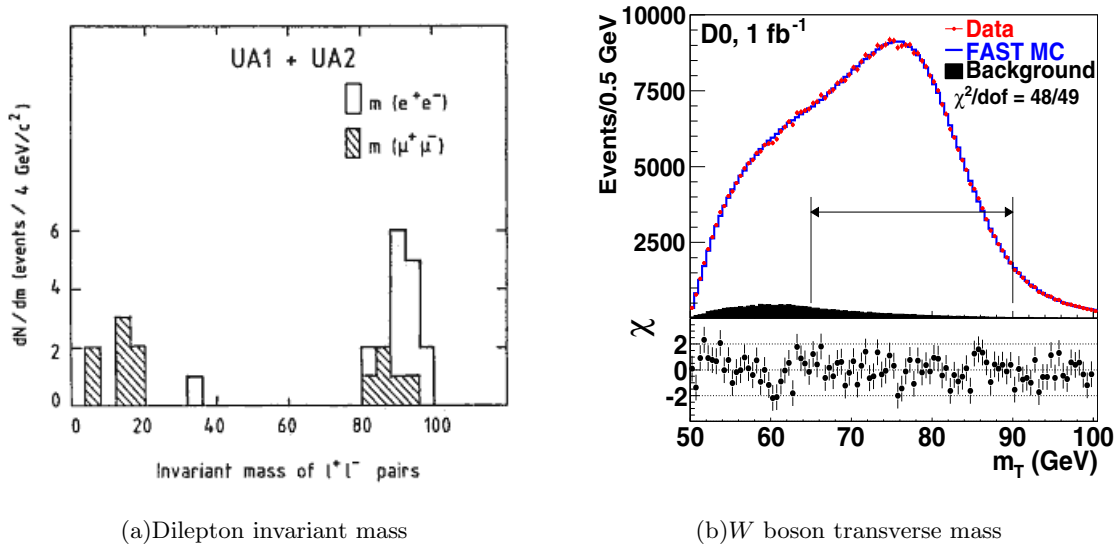 UA1 + UA2
m (e⁺e⁻)
m (μ⁺μ⁻)
dN/dm (events / 4 GeV/c²)
6
4
2
0
0 20 40 60 80 100
Invariant mass of l⁺l⁻ pairs
(a)Dilepton invariant mass
D0, 1 fb⁻¹
Data
FAST MC
Background
χ²/dof = 48/49
Events/0.5 GeV
10000
7500
5000
2500
χ
2
0
-2
50 60 70 80 90 100
m_T (GeV)
(b)W boson transverse mass